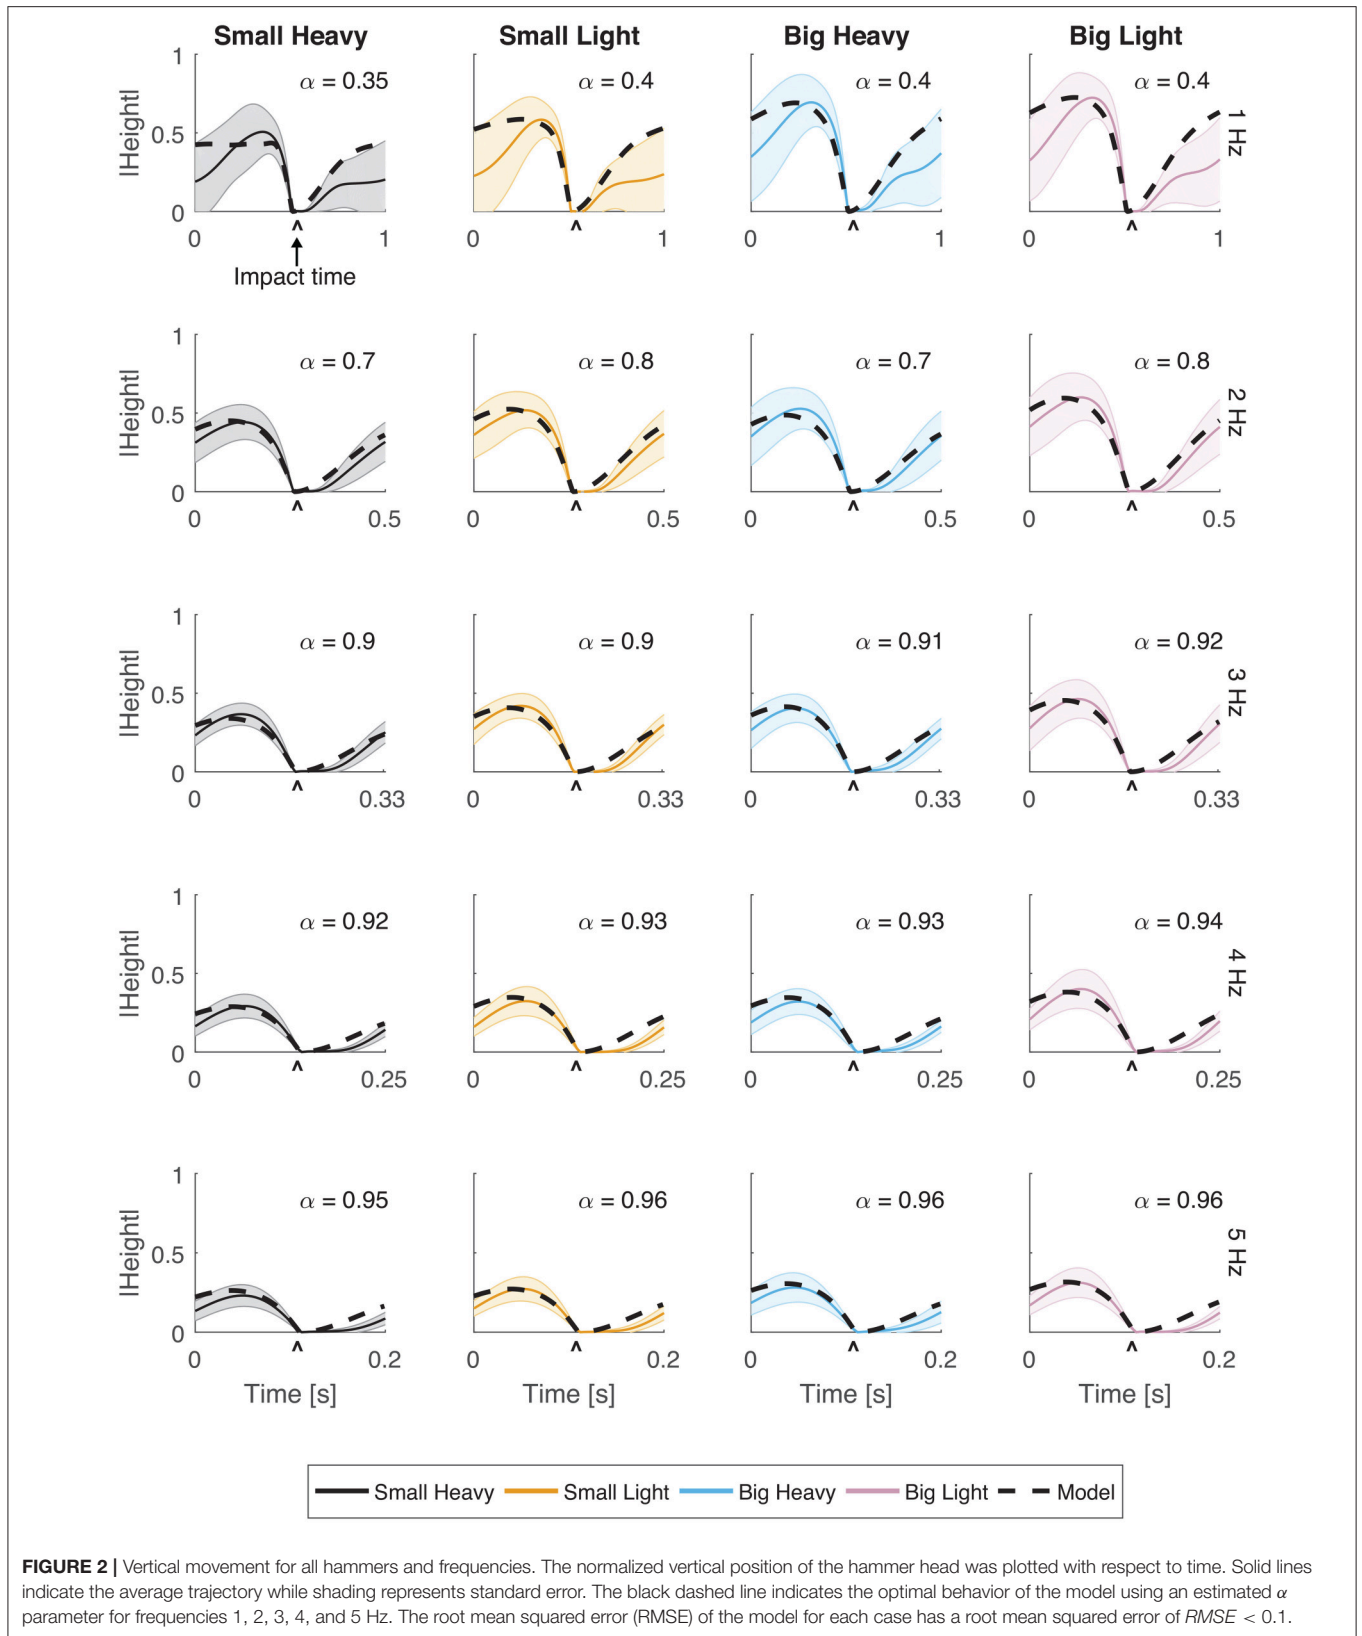 Small Heavy Small Light Big Heavy Big Light
1 α = 0.35 α = 0.4 α = 0.4 α = 0.4
|Height| 0.5 1 Hz
0
^ ^ ^ ^
0 1 0 1 0 1 0 1
Impact time
1 α = 0.7 α = 0.8 α = 0.7 α = 0.8
|Height| 0.5 2 Hz
0
^ ^ ^ ^
0 0.5 0 0.5 0 0.5 0 0.5
1 α = 0.9 α = 0.9 α = 0.91 α = 0.92
|Height| 0.5 3 Hz
0
^ ^ ^ ^
0 0.33 0 0.33 0 0.33 0 0.33
1 α = 0.92 α = 0.93 α = 0.93 α = 0.94
|Height| 0.5 4 Hz
0
^ ^ ^ ^
0 0.25 0 0.25 0 0.25 0 0.25
1 α = 0.95 α = 0.96 α = 0.96 α = 0.96
|Height| 0.5 5 Hz
0
^ ^ ^ ^
0 0.2 0 0.2 0 0.2 0 0.2
Time [s] Time [s] Time [s] Time [s]
Small Heavy Small Light Big Heavy Big Light Model
FIGURE 2 | Vertical movement for all hammers and frequencies. The normalized vertical position of the hammer head was plotted with respect to time. Solid lines
indicate the average trajectory while shading represents standard error. The black dashed line indicates the optimal behavior of the model using an estimated α
parameter for frequencies 1, 2, 3, 4, and 5 Hz. The root mean squared error (RMSE) of the model for each case has a root mean squared error of RMSE < 0.1.